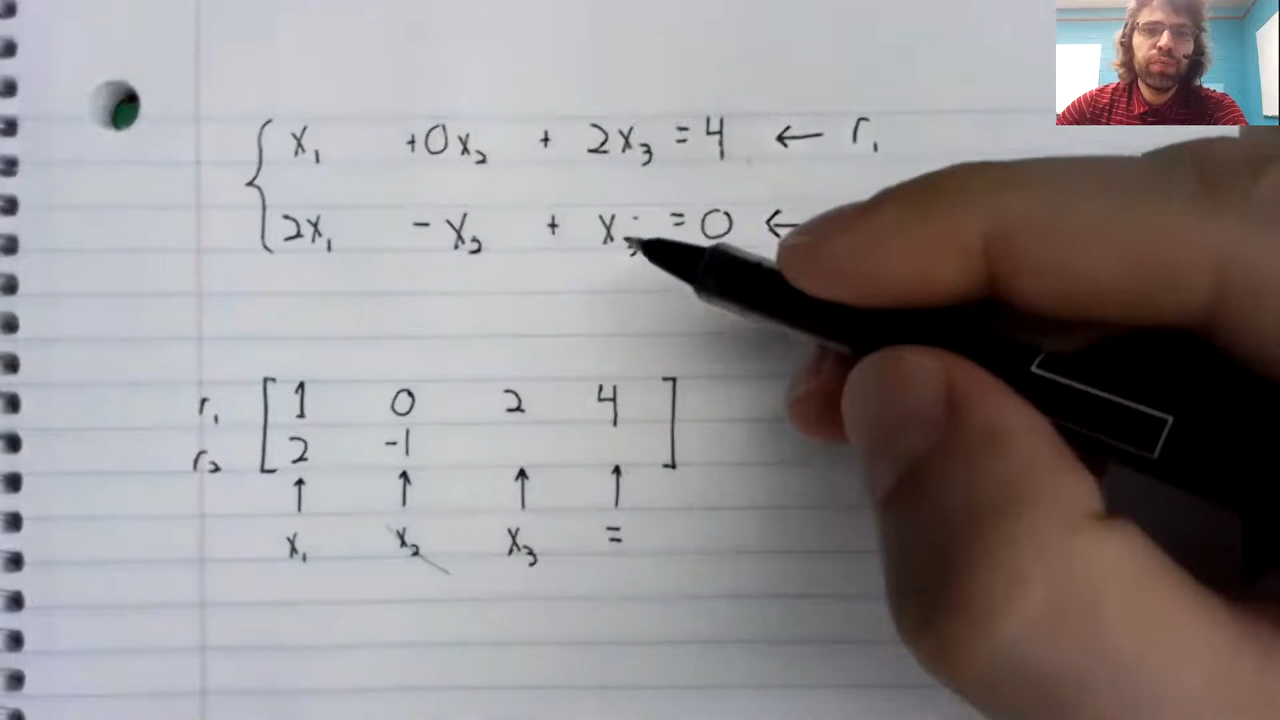 x₁ +0x₂ + 2x₃ = 4 ← r₁
2x₁ - x₂ + x₃ = 0 ←
r₁ [ 1 0 2 4 ]
r₂ [ 2 -1 ]
↑ ↑ ↑ ↑
x₁ x₂ x₃ =